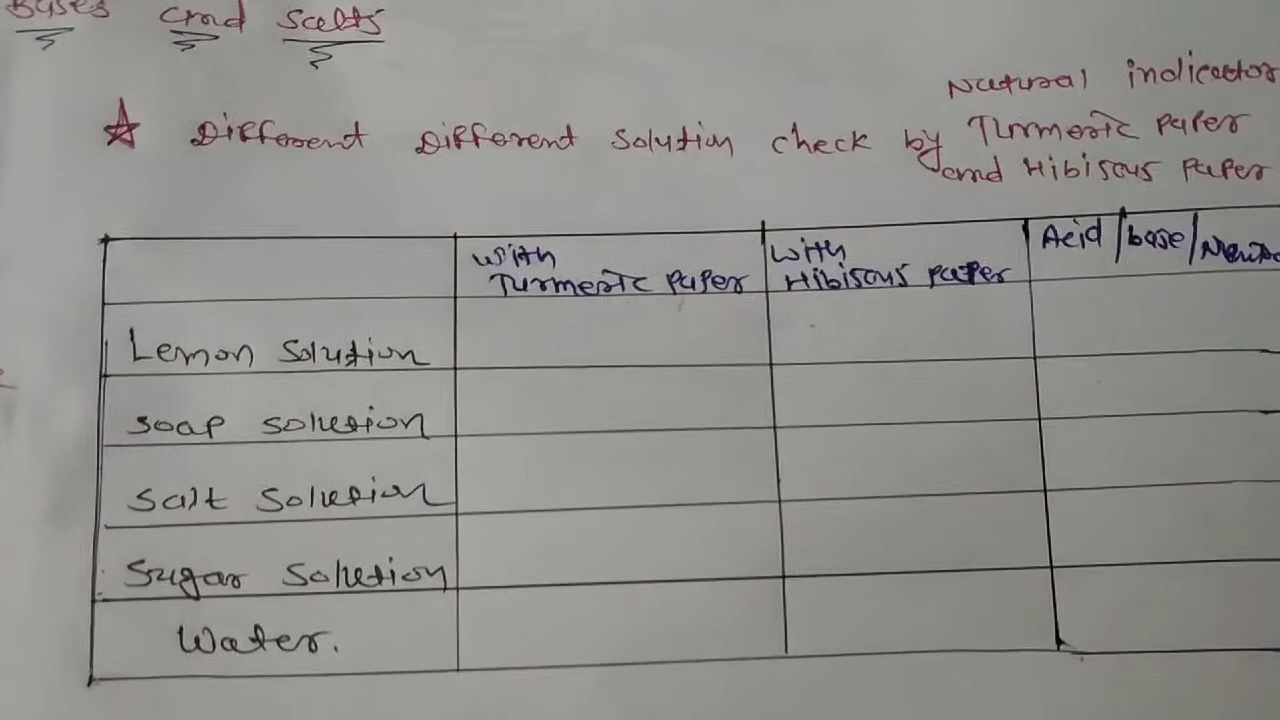 Bases and Salts
Natural indicator
☆ Different Different solution check by Turmeric paper
and Hibiscus paper
With Turmeric paper
With Hibiscus paper
Acid/base/
Lemon solution
soap solution
salt solution
Sugar solution
Water.